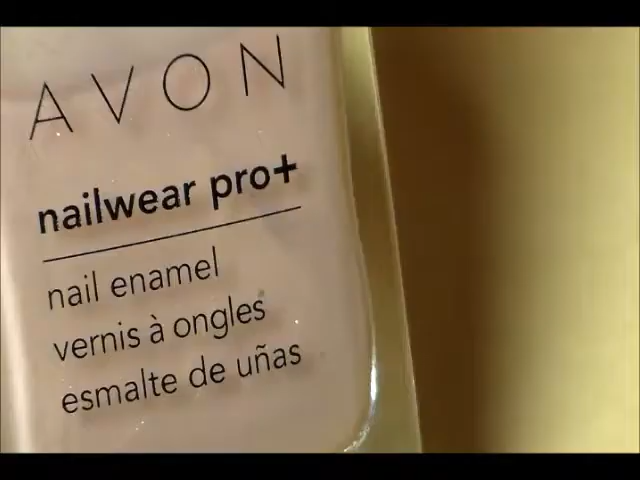 AVON
nailwear pro+
nail enamel
vernis à ongles
esmalte de uñas